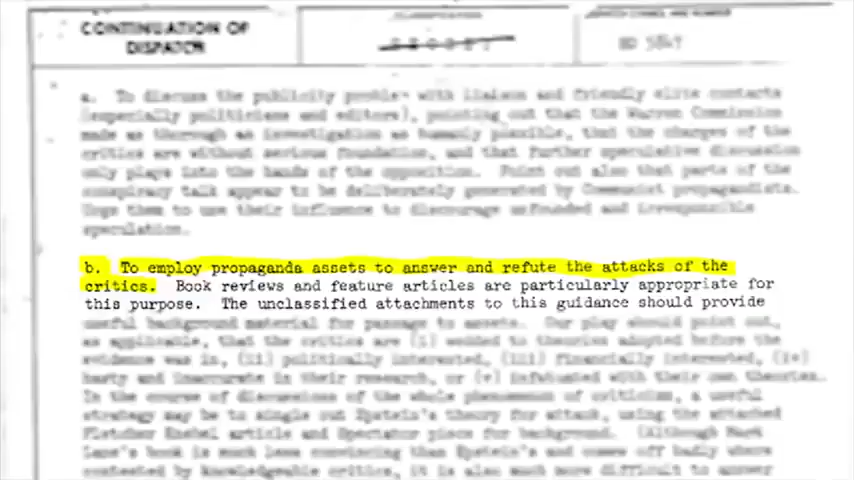 CONTINUATION OF
DISPATCH
a. To discuss the publicity problem with liaison and friendly elite contacts
(especially politicians and editors), pointing out that the Warren Commission
made as thorough an investigation as humanly possible, that the charges of the
critics are without serious foundation, and that further speculative discussion
only plays into the hands of the opposition. Point out also that parts of the
conspiracy talk appear to be deliberately generated by Communist propagandists.
Urge them to use their influence to discourage unfounded and irresponsible
speculation.
b. To employ propaganda assets to answer and refute the attacks of the
critics. Book reviews and feature articles are particularly appropriate for
this purpose. The unclassified attachments to this guidance should provide
useful background material for passage to assets. Our play should point out,
as applicable, that the critics are (i) wedded to theories adopted before the
evidence was in, (ii) politically interested, (iii) financially interested, (iv)
hasty and inaccurate in their research, or (v) infatuated with their own theories.
In the course of discussions of the whole phenomenon of criticism, a useful
strategy may be to single out Epstein's theory for attack, using the attached
Fletcher Knebel article and Spectator piece for background. (Although Mark
Lane's book is much less convincing than Epstein's and comes off badly where
contested by knowledgeable critics, it is also much more difficult to answer